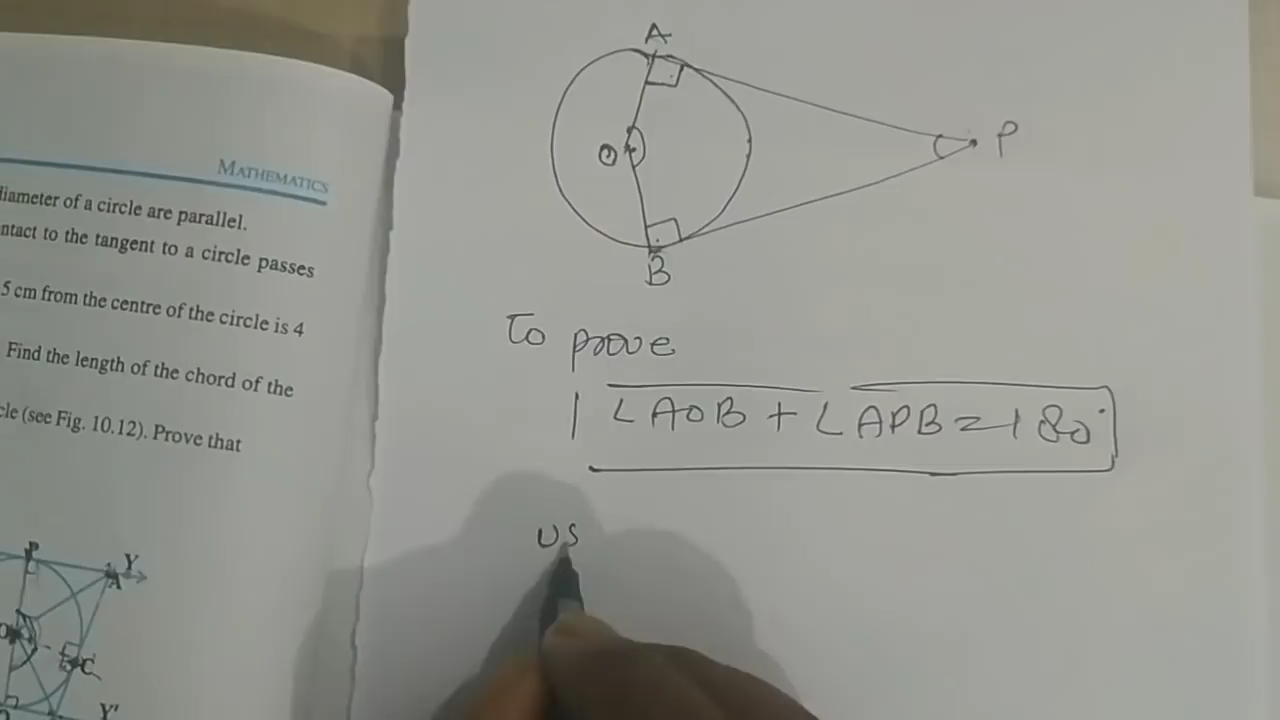 MATHEMATICS
diameter of a circle are parallel.
ntact to the tangent to a circle passes
5 cm from the centre of the circle is 4
Find the length of the chord of the
cle (see Fig. 10.12). Prove that
P
Y
A
O
C
Y'
A
O
P
B
To prove
∠AOB + ∠APB = 180°
US